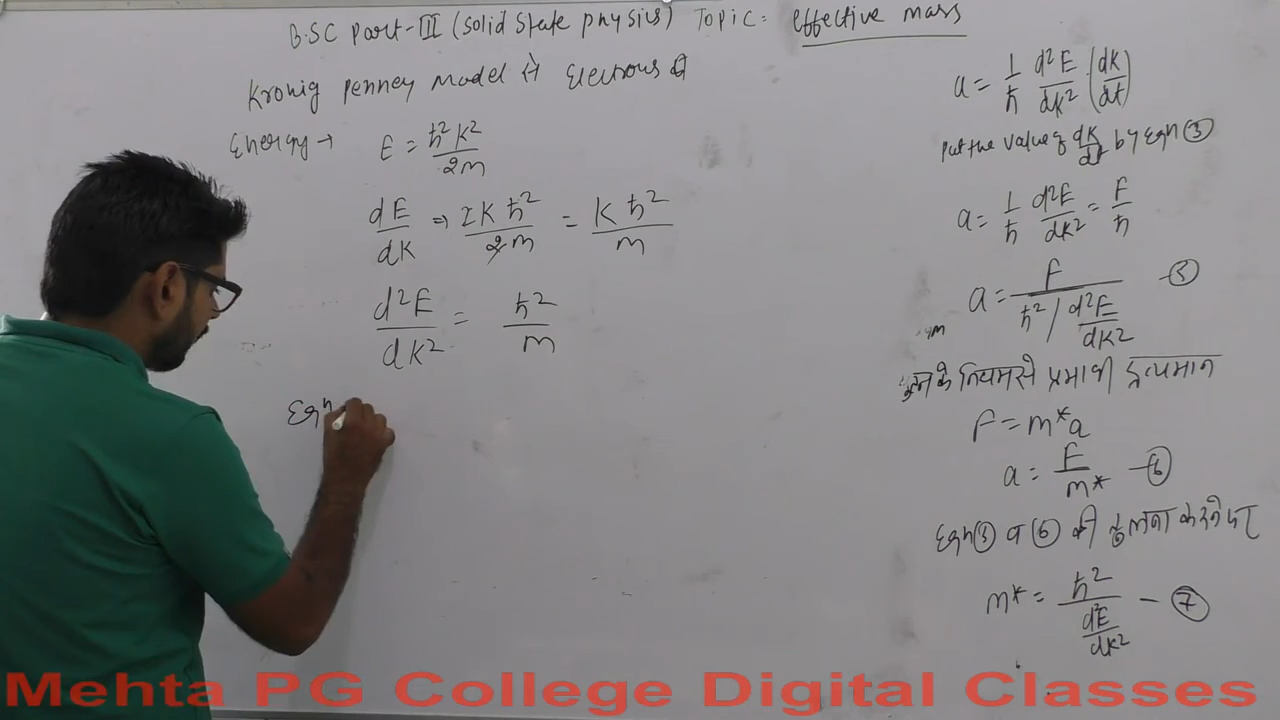 B.SC Part-III (Solid State physics) Topic: effective mass
Kronig Penney Model में Electrons की
Energy → E = ħ²K²/2m
dE/dK ⇒ 2Kħ²/2m = Kħ²/m
d²E/dK² = ħ²/m
Eqⁿ
a = 1/ħ d²E/dK² (dK/dt)
Put the value of dK/dt by Eqn (3)
a = 1/ħ d²E/dK² = F/ħ
a = F/(ħ²/d²E/dK²) - (5)
के नियम से प्रभावी द्रव्यमान
F = m*a
a = F/m* - (6)
Eqn (5) व (6) की तुलना करने पर
m* = ħ²/(d²E/dK²) - (7)
Mehta PG College Digital Classes